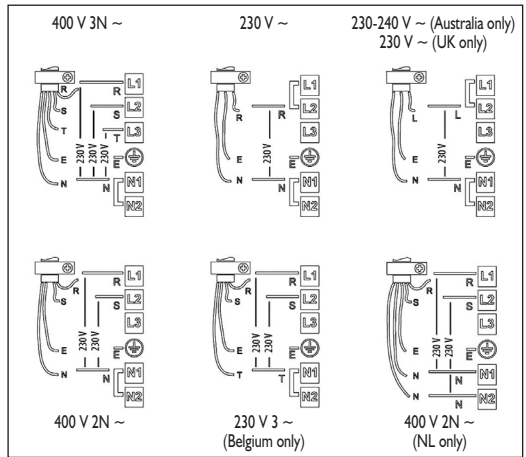 400 V 3N ~
R
L1
R
S
L2
S
T
L3
T
230 V
230 V
230 V
E
E
N
N1
N
N2
230 V ~
L1
R
L2
R
L3
230 V
E
E
N
N1
N
N2
230-240 V ~ (Australia only)
230 V ~ (UK only)
L1
L
L2
L
L3
230 V
E
E
N
N1
N
N2
R
L1
R
S
L2
S
L3
230 V
230 V
E
E
N
N1
N
N2
400 V 2N ~
R
L1
R
S
L2
S
L3
230 V
230 V
E
E
T
N1
T
N2
230 V 3 ~
(Belgium only)
R
L1
R
S
L2
S
L3
230 V
230 V
E
E
N
N1
N
N
N2
N
400 V 2N ~
(NL only)